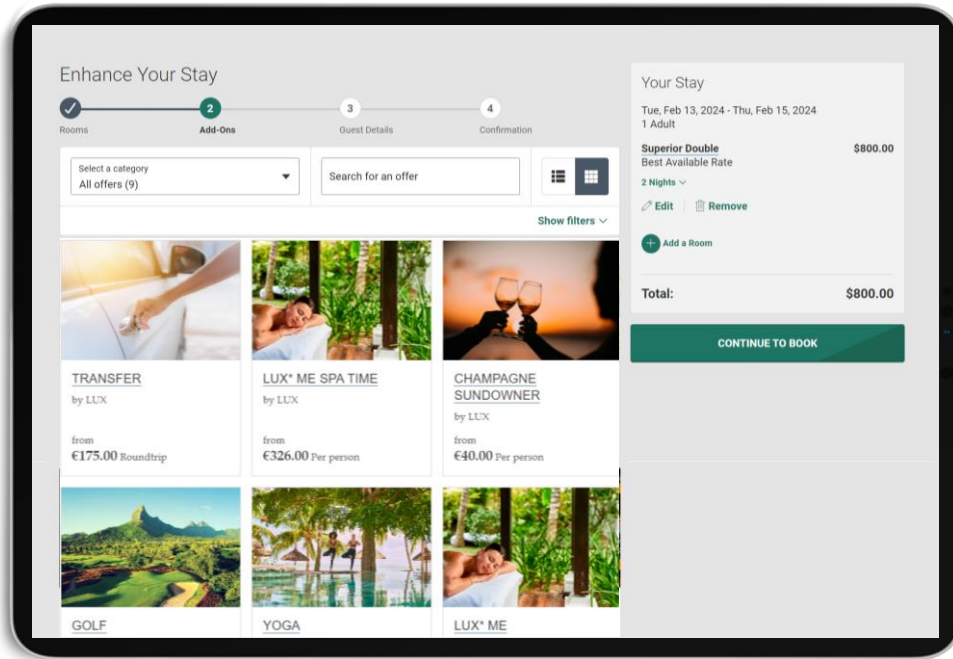 Enhance Your Stay
2
3
4
Rooms
Add-Ons
Guest Details
Confirmation
Select a category
All offers (9)
Search for an offer
Show filters
TRANSFER
by LUX
from
€175.00 Roundtrip
LUX* ME SPA TIME
by LUX
from
€326.00 Per person
CHAMPAGNE
SUNDOWNER
by LUX
from
€40.00 Per person
GOLF
YOGA
LUX* ME
Your Stay
Tue, Feb 13, 2024 - Thu, Feb 15, 2024
1 Adult
Superior Double $800.00
Best Available Rate
2 Nights
Edit Remove
Add a Room
Total: $800.00
CONTINUE TO BOOK